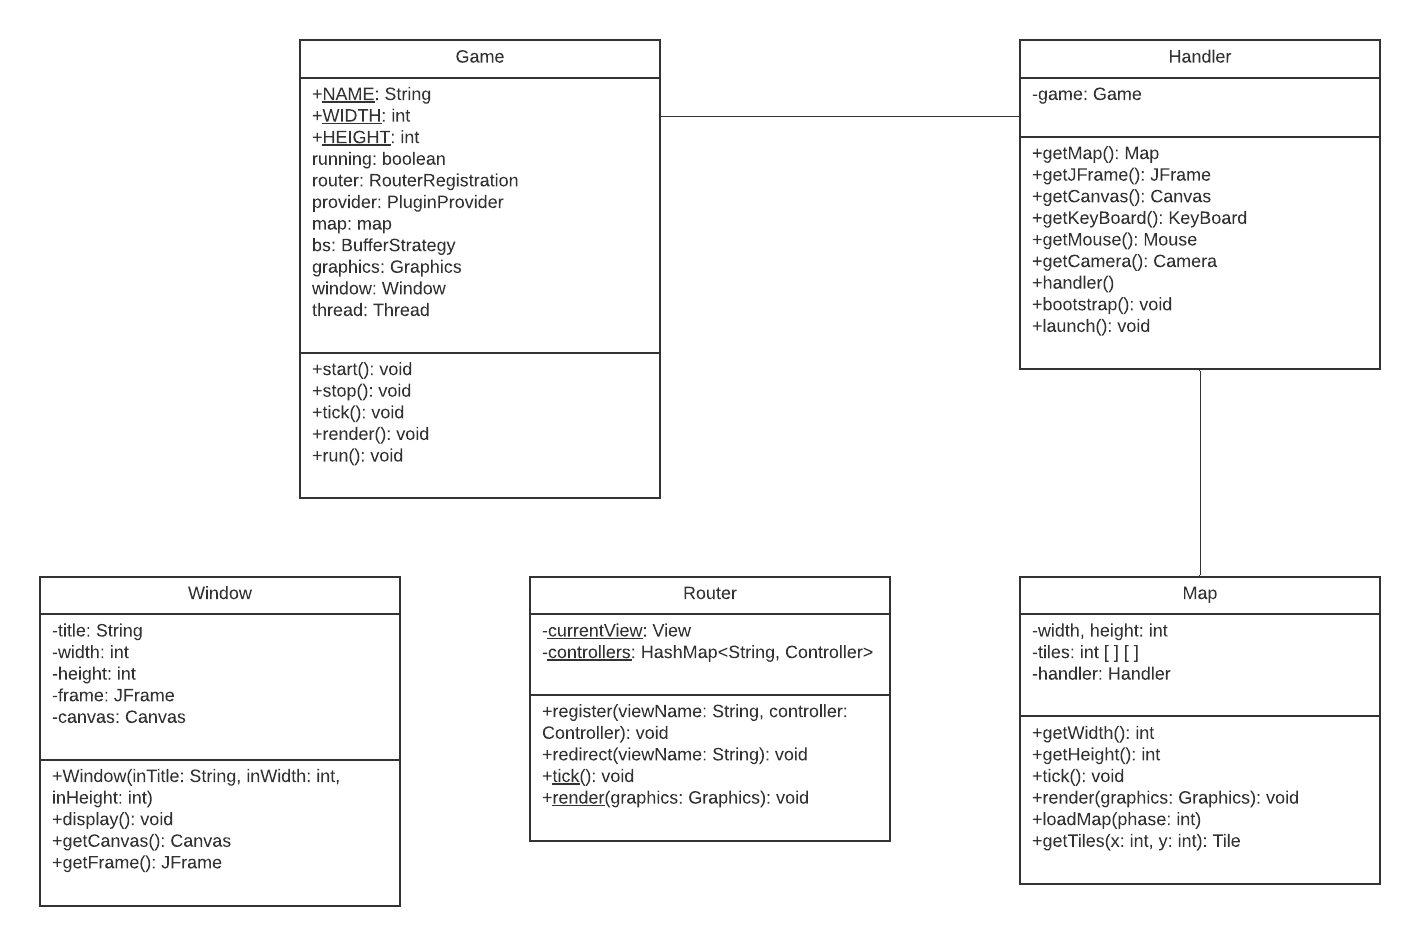 Game
+NAME: String
+WIDTH: int
+HEIGHT: int
running: boolean
router: RouterRegistration
provider: PluginProvider
map: map
bs: BufferStrategy
graphics: Graphics
window: Window
thread: Thread
+start(): void
+stop(): void
+tick(): void
+render(): void
+run(): void
Handler
-game: Game
+getMap(): Map
+getJFrame(): JFrame
+getCanvas(): Canvas
+getKeyBoard(): KeyBoard
+getMouse(): Mouse
+getCamera(): Camera
+handler()
+bootstrap(): void
+launch(): void
Window
-title: String
-width: int
-height: int
-frame: JFrame
-canvas: Canvas
+Window(inTitle: String, inWidth: int,
inHeight: int)
+display(): void
+getCanvas(): Canvas
+getFrame(): JFrame
Router
-currentView: View
-controllers: HashMap<String, Controller>
+register(viewName: String, controller:
Controller): void
+redirect(viewName: String): void
+tick(): void
+render(graphics: Graphics): void
Map
-width, height: int
-tiles: int [ ] [ ]
-handler: Handler
+getWidth(): int
+getHeight(): int
+tick(): void
+render(graphics: Graphics): void
+loadMap(phase: int)
+getTiles(x: int, y: int): Tile